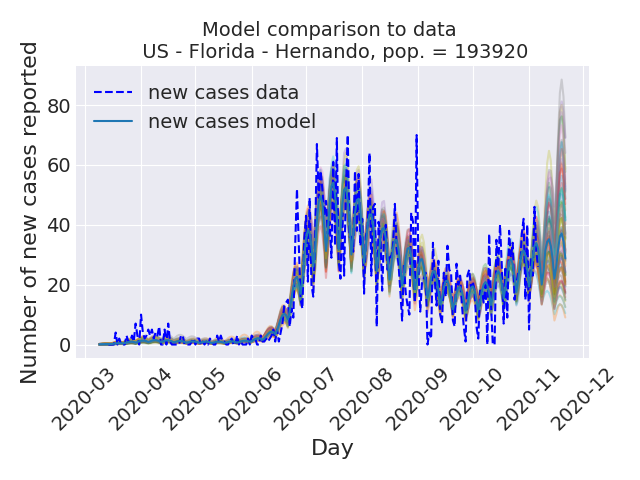 Model comparison to data
US - Florida - Hernando, pop. = 193920
Number of new cases reported
80
60
40
20
0
new cases data
new cases model
2020-03
2020-04
2020-05
2020-06
2020-07
2020-08
2020-09
2020-10
2020-11
2020-12
Day